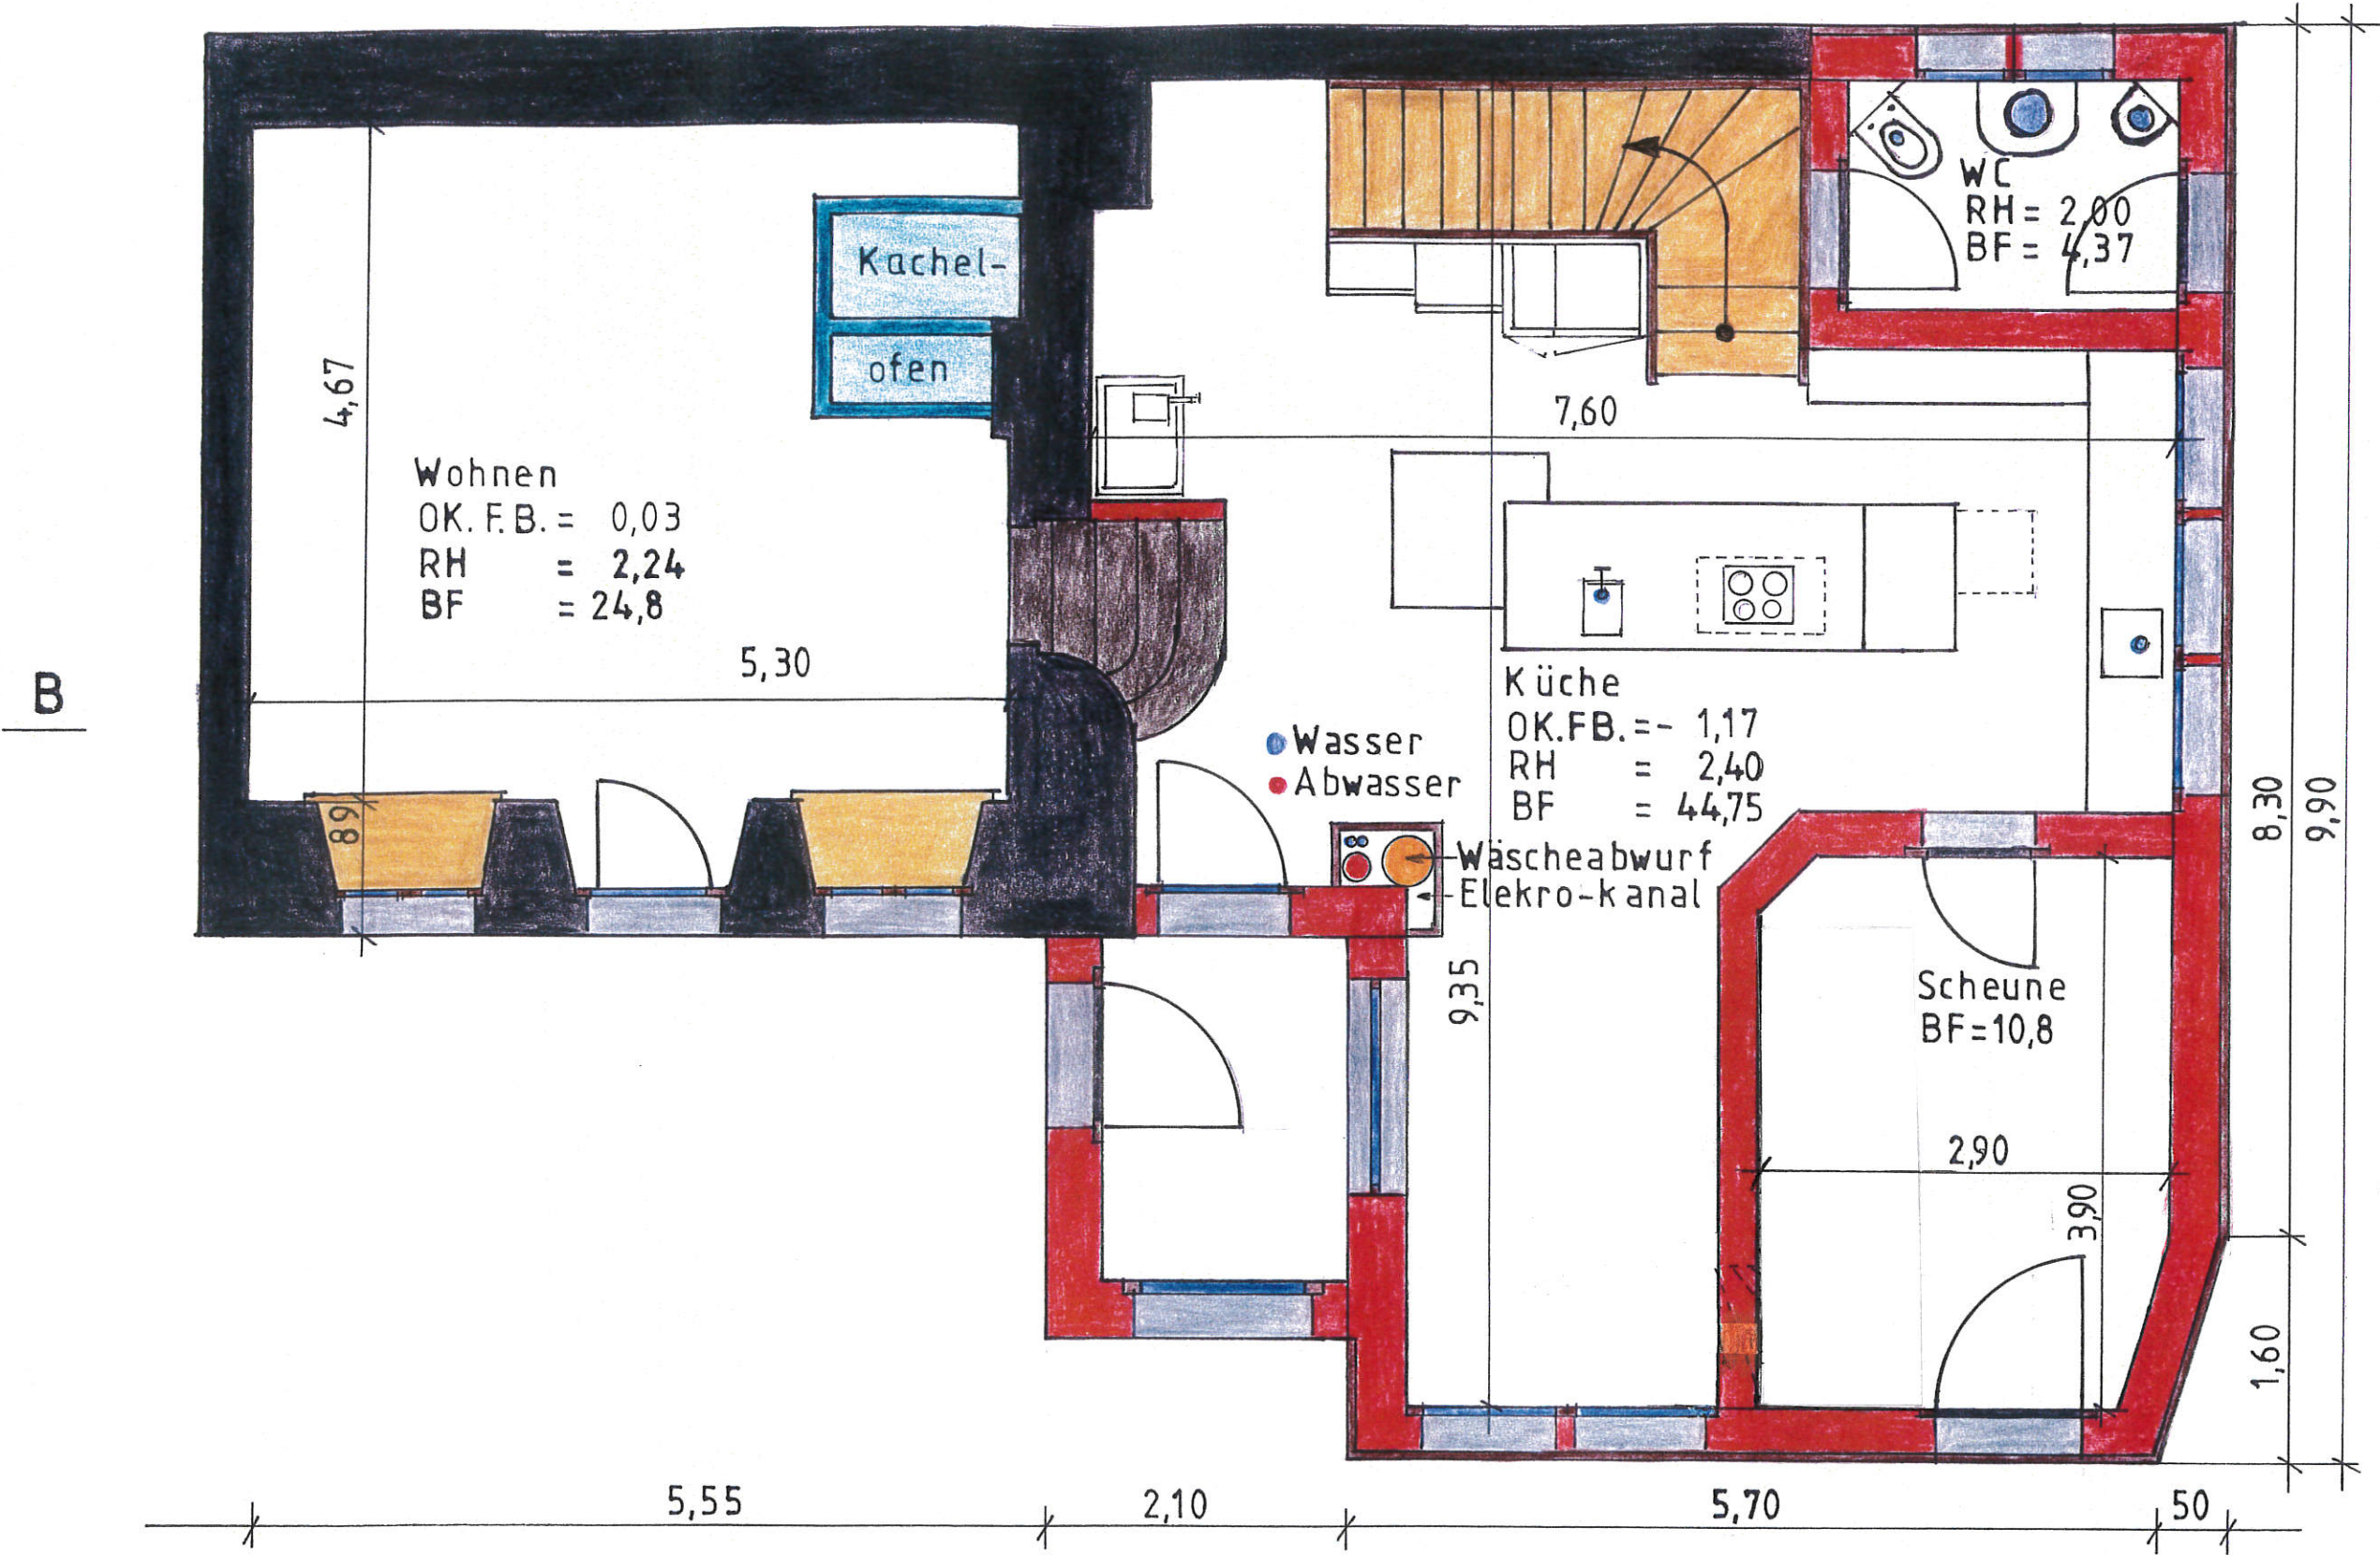 Kachel-
ofen
WC
RH = 2,00
BF = 4,37
4,67
7,60
Wohnen
OK. F.B. = 0,03
RH = 2,24
BF = 24,8
5,30
B
Küche
OK.FB. =- 1,17
RH = 2,40
BF = 44,75
Wasser
Abwasser
89
Wäscheabwurf
Elekro-kanal
8,30
9,90
9,35
Scheune
BF=10,8
2,90
3,90
1,60
5,55
2,10
5,70
50